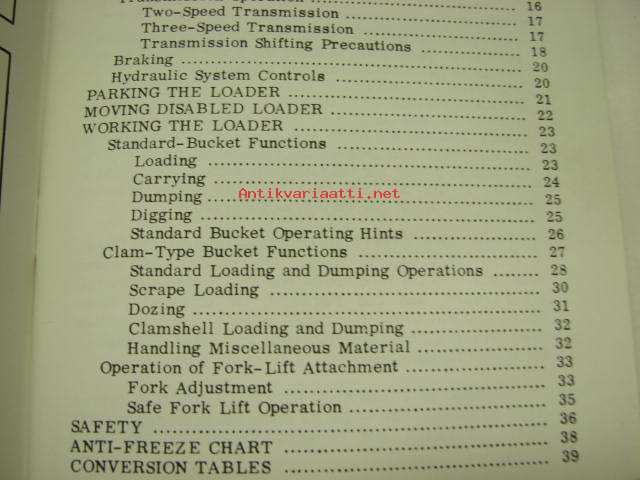 Transmission Operation ........ 16
Two-Speed Transmission ........ 17
Three-Speed Transmission ........ 17
Transmission Shifting Precautions ........ 18
Braking ........ 20
Hydraulic System Controls ........ 20
PARKING THE LOADER ........ 21
MOVING DISABLED LOADER ........ 22
WORKING THE LOADER ........ 23
Standard-Bucket Functions ........ 23
Loading ........ 23
Carrying ........ 24
Antikvariaatti.net
Dumping ........ 25
Digging ........ 25
Standard Bucket Operating Hints ........ 26
Clam-Type Bucket Functions ........ 27
Standard Loading and Dumping Operations ........ 28
Scrape Loading ........ 30
Dozing ........ 31
Clamshell Loading and Dumping ........ 32
Handling Miscellaneous Material ........ 32
Operation of Fork-Lift Attachment ........ 33
Fork Adjustment ........ 33
Safe Fork Lift Operation ........ 35
SAFETY ........ 36
ANTI-FREEZE CHART ........ 38
CONVERSION TABLES ........ 39